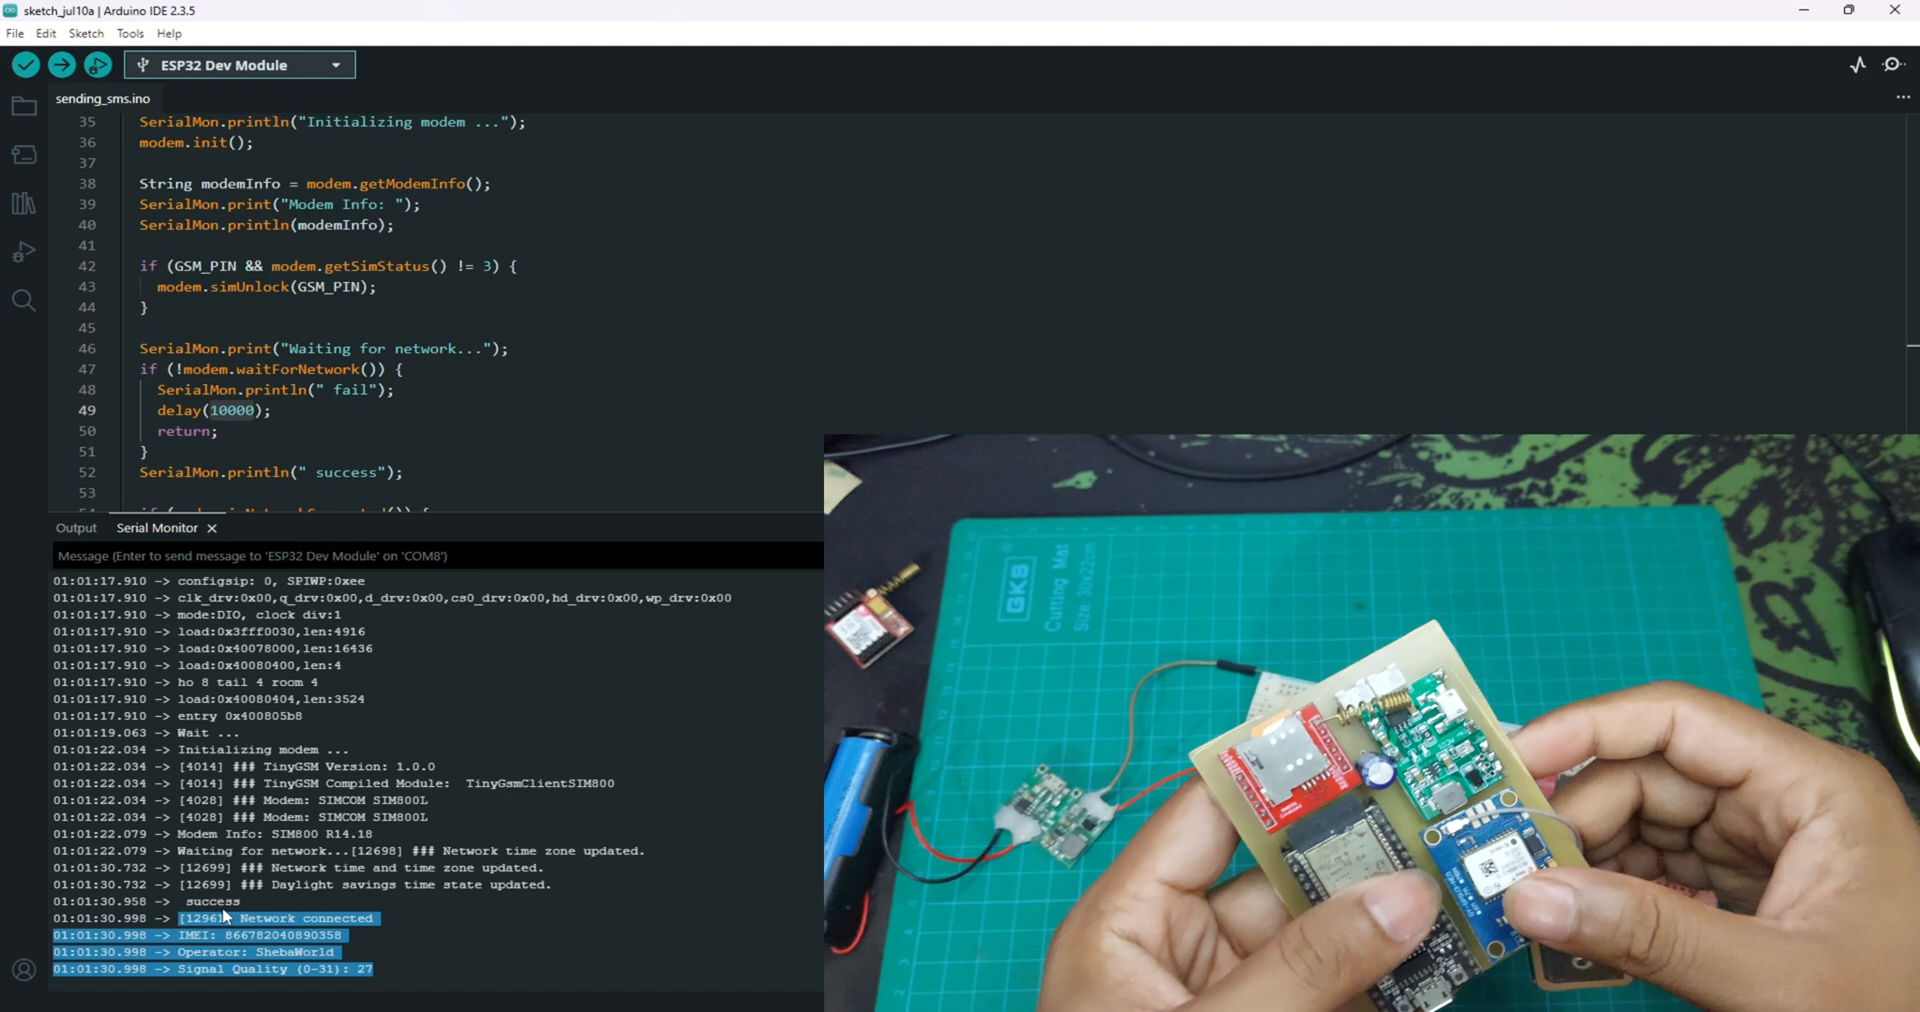 sketch_jul10a | Arduino IDE 2.3.5
File Edit Sketch Tools Help
ESP32 Dev Module
sending_sms.ino
35 SerialMon.println("Initializing modem ...");
36 modem.init();
37
38 String modemInfo = modem.getModemInfo();
39 SerialMon.print("Modem Info: ");
40 SerialMon.println(modemInfo);
41
42 if (GSM_PIN && modem.getSimStatus() != 3) {
43 modem.simUnlock(GSM_PIN);
44 }
45
46 SerialMon.print("Waiting for network...");
47 if (!modem.waitForNetwork()) {
48 SerialMon.println(" fail");
49 delay(10000);
50 return;
51 }
52 SerialMon.println(" success");
53
Output Serial Monitor
Message (Enter to send message to 'ESP32 Dev Module' on 'COM8')
01:01:17.910 -> configsip: 0, SPIWP:0xee
01:01:17.910 -> clk_drv:0x00,q_drv:0x00,d_drv:0x00,cs0_drv:0x00,hd_drv:0x00,wp_drv:0x00
01:01:17.910 -> mode:DIO, clock div:1
01:01:17.910 -> load:0x3fff0030,len:4916
01:01:17.910 -> load:0x40078000,len:16436
01:01:17.910 -> load:0x40080400,len:4
01:01:17.910 -> ho 8 tail 4 room 4
01:01:17.910 -> load:0x40080404,len:3524
01:01:17.910 -> entry 0x400805b8
01:01:19.063 -> Wait ...
01:01:22.034 -> Initializing modem ...
01:01:22.034 -> [4014] ### TinyGSM Version: 1.0.0
01:01:22.034 -> [4014] ### TinyGSM Compiled Module: TinyGsmClientSIM800
01:01:22.034 -> [4028] ### Modem: SIMCOM SIM800L
01:01:22.034 -> [4028] ### Modem: SIMCOM SIM800L
01:01:22.079 -> Modem Info: SIM800 R14.18
01:01:22.079 -> Waiting for network...[12698] ### Network time zone updated.
01:01:30.732 -> [12699] ### Network time and time zone updated.
01:01:30.732 -> [12699] ### Daylight savings time state updated.
01:01:30.958 -> success
01:01:30.998 -> [12961] Network connected
01:01:30.998 -> IMEI: 866782040890358
01:01:30.998 -> Operator: ShebaWorld
01:01:30.998 -> Signal Quality (0-31): 27
GKS
Cutting Mat
Size 30x22cm